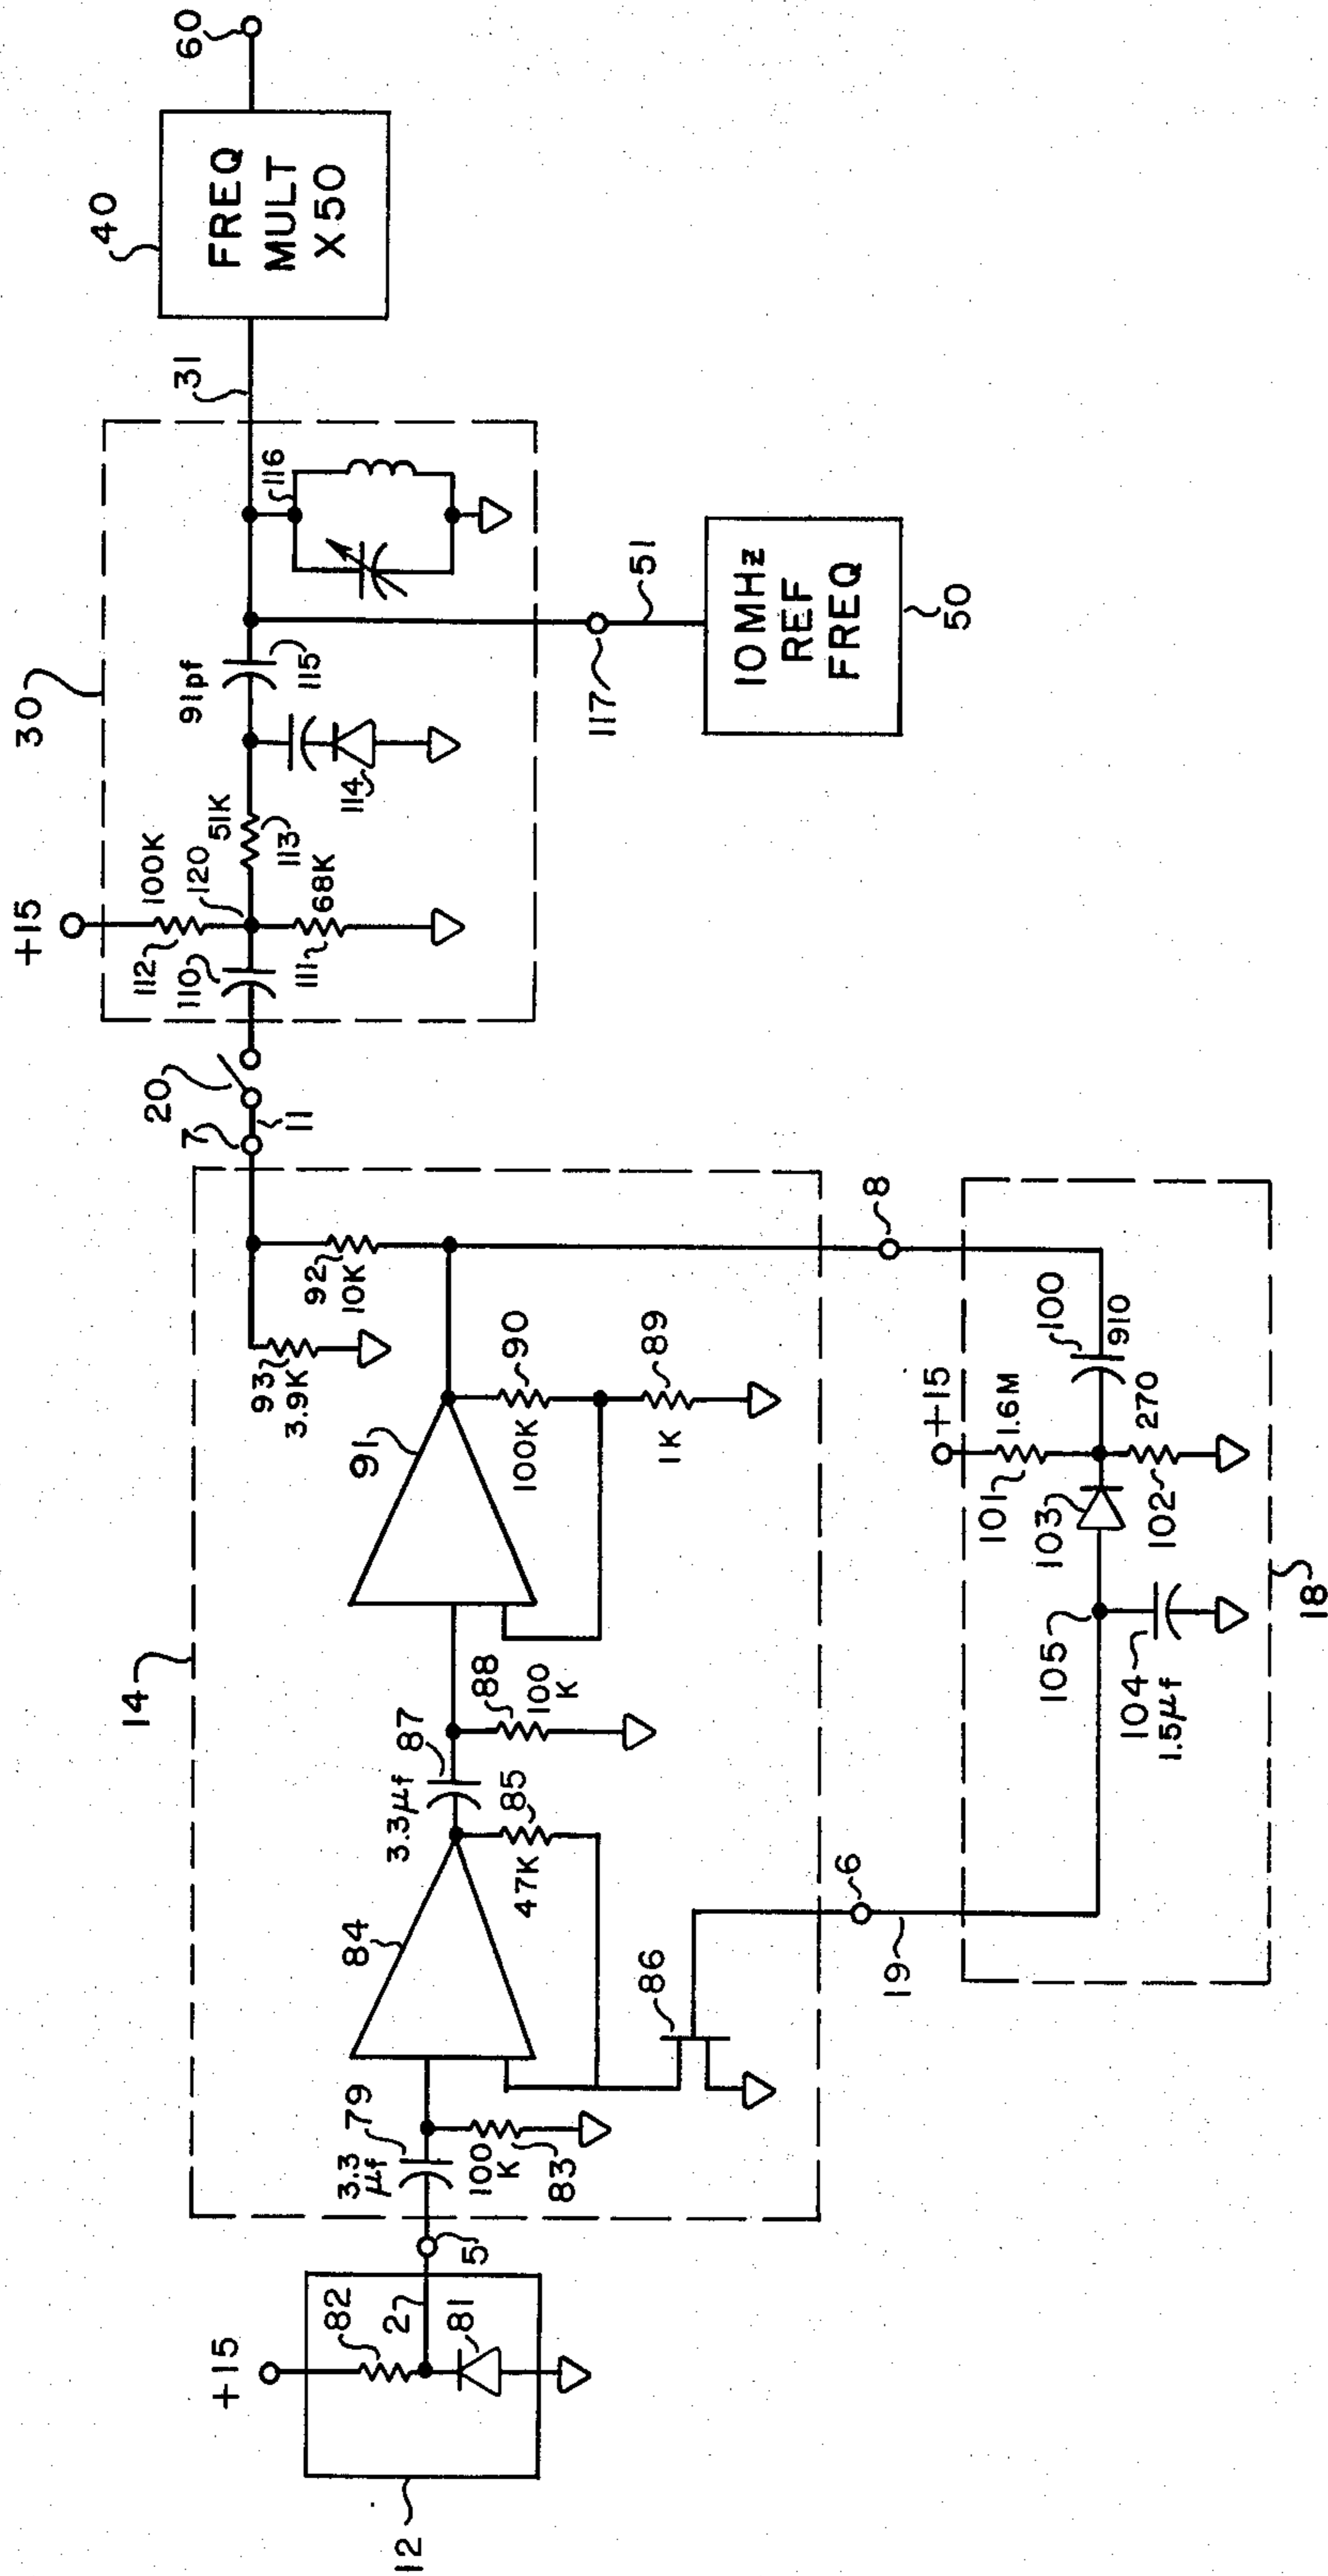 +15
82
2
81
12
5
14
3.3
μf
79
100
K
83
84
47K
85
86
3.3μf
87
88
100
K
91
93
3.9K
92
10K
100K
90
1K
89
6
19
8
18
105
104
1.5μf
103
101
1.6M
+15
102
270
100
910
7
11
20
30
+15
112
100K
110
120
111
68K
51K
113
114
91pf
115
116
117
51
10MHz
REF
FREQ
50
31
40
FREQ
MULT
X50
60